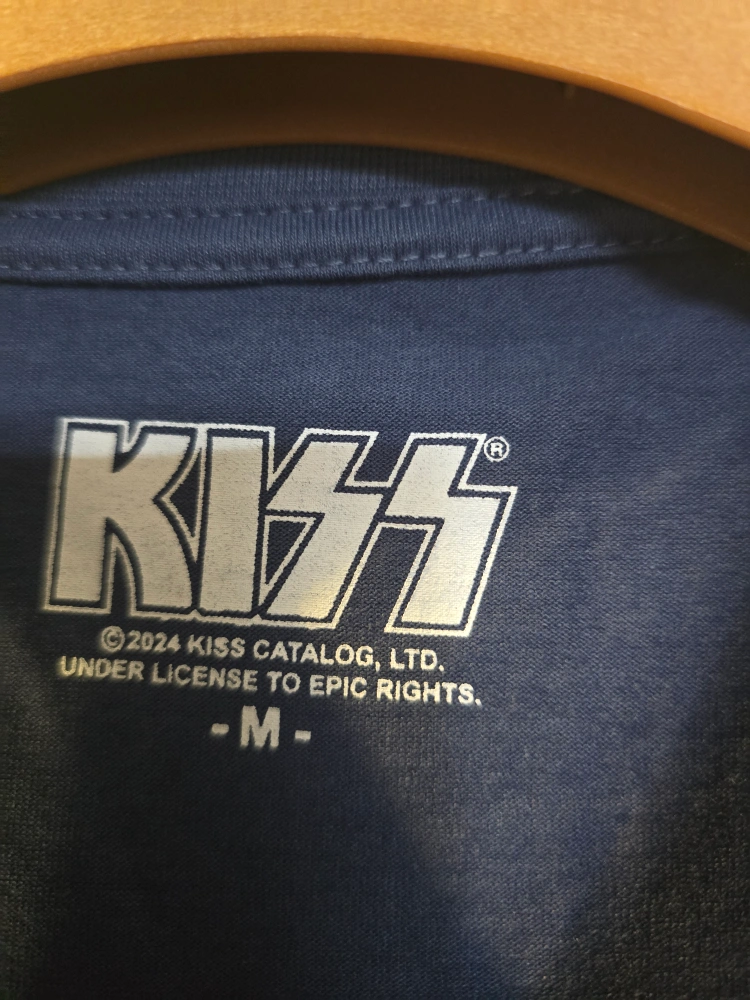 KISS®
©2024 KISS CATALOG, LTD.
UNDER LICENSE TO EPIC RIGHTS.
- M -